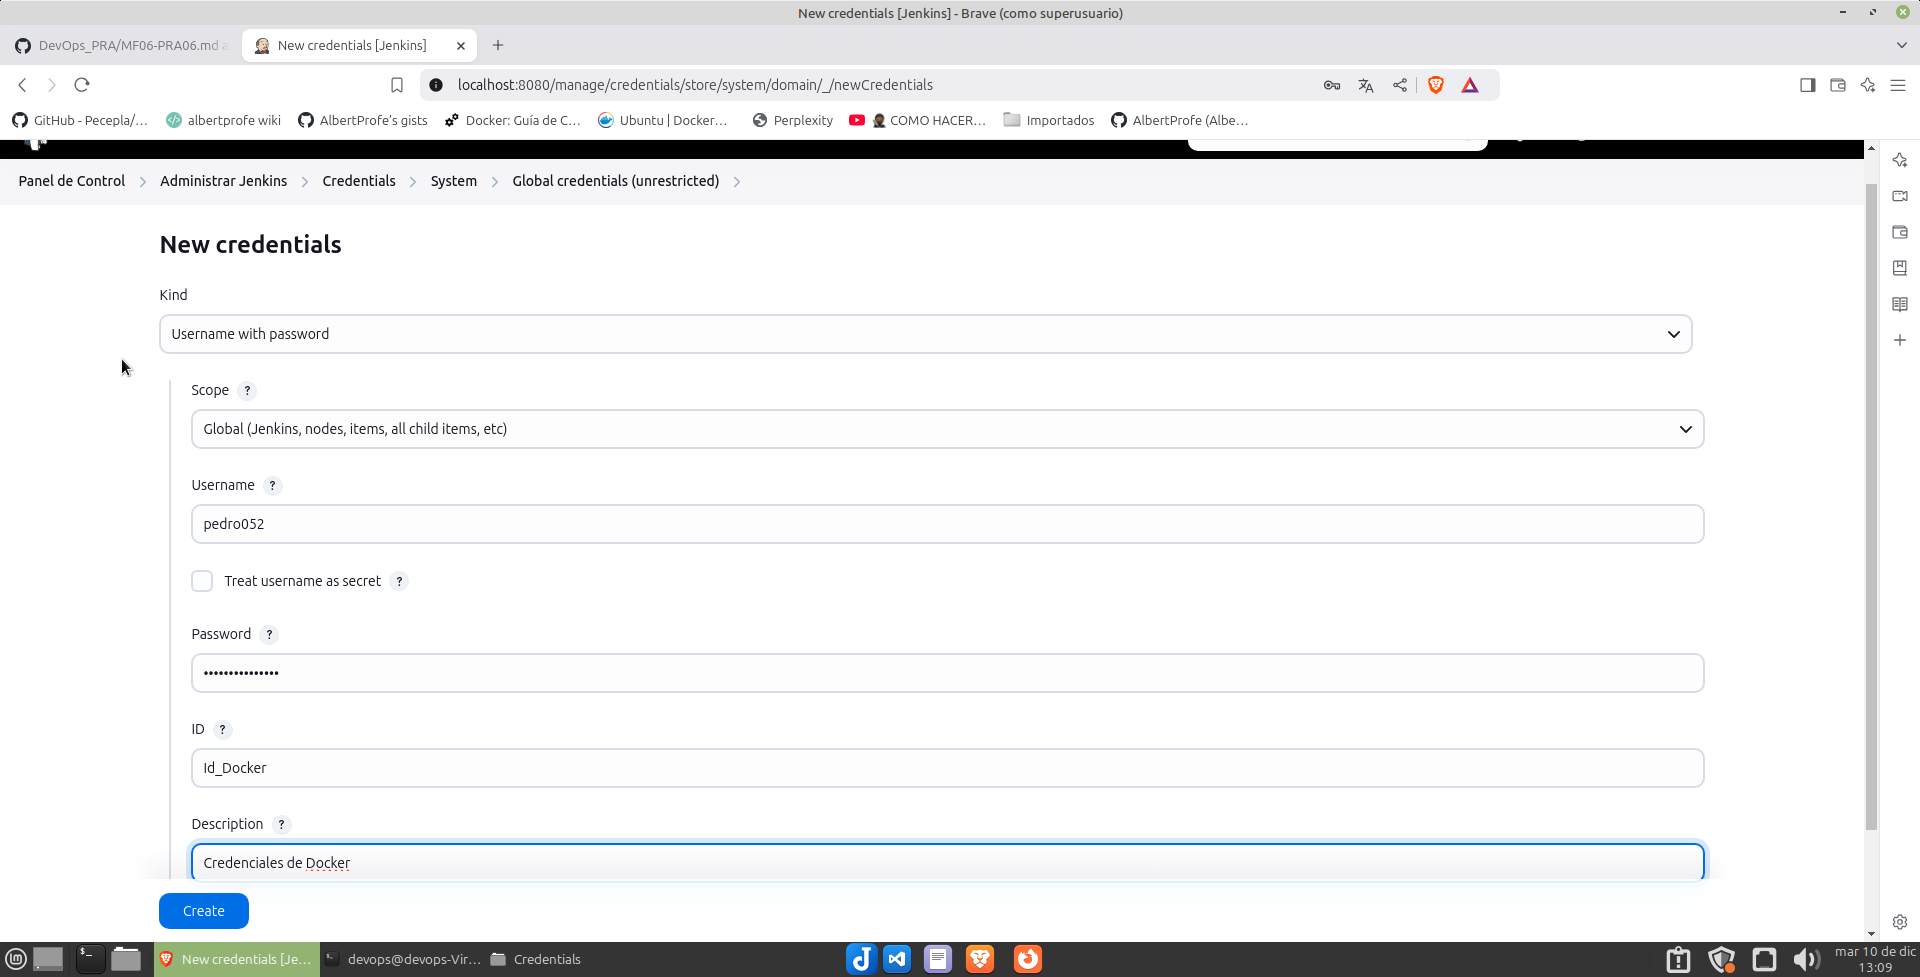 New credentials [Jenkins] - Brave (como superusuario)
DevOps_PRA/MF06-PRA06.md a
New credentials [Jenkins]
localhost:8080/manage/credentials/store/system/domain/_/newCredentials
GitHub - Pecepla/...
albertprofe wiki
AlbertProfe's gists
Docker: Guía de C...
Ubuntu | Docker...
Perplexity
COMO HACER...
Importados
AlbertProfe (Albe...
Panel de Control
Administrar Jenkins
Credentials
System
Global credentials (unrestricted)
New credentials
Kind
Username with password
Scope ?
Global (Jenkins, nodes, items, all child items, etc)
Username ?
pedro052
Treat username as secret ?
Password ?
•••••••••••••••
ID ?
Id_Docker
Description ?
Credenciales de Docker
Create
New credentials [Je...
devops@devops-Vir...
Credentials
mar 10 de dic
13:09